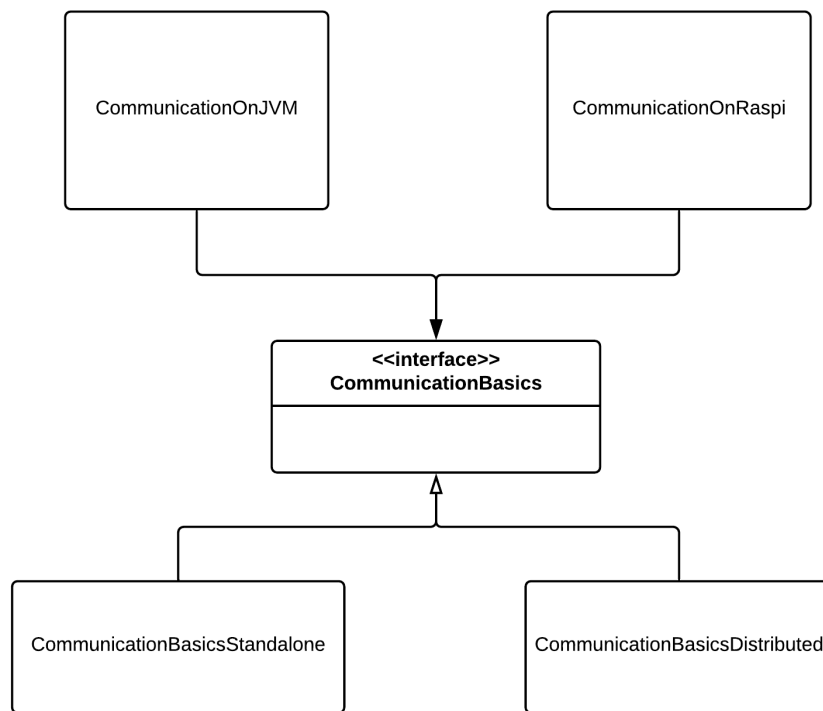 CommunicationOnJVM
CommunicationOnRaspi
<<interface>>
CommunicationBasics
CommunicationBasicsStandalone
CommunicationBasicsDistributed